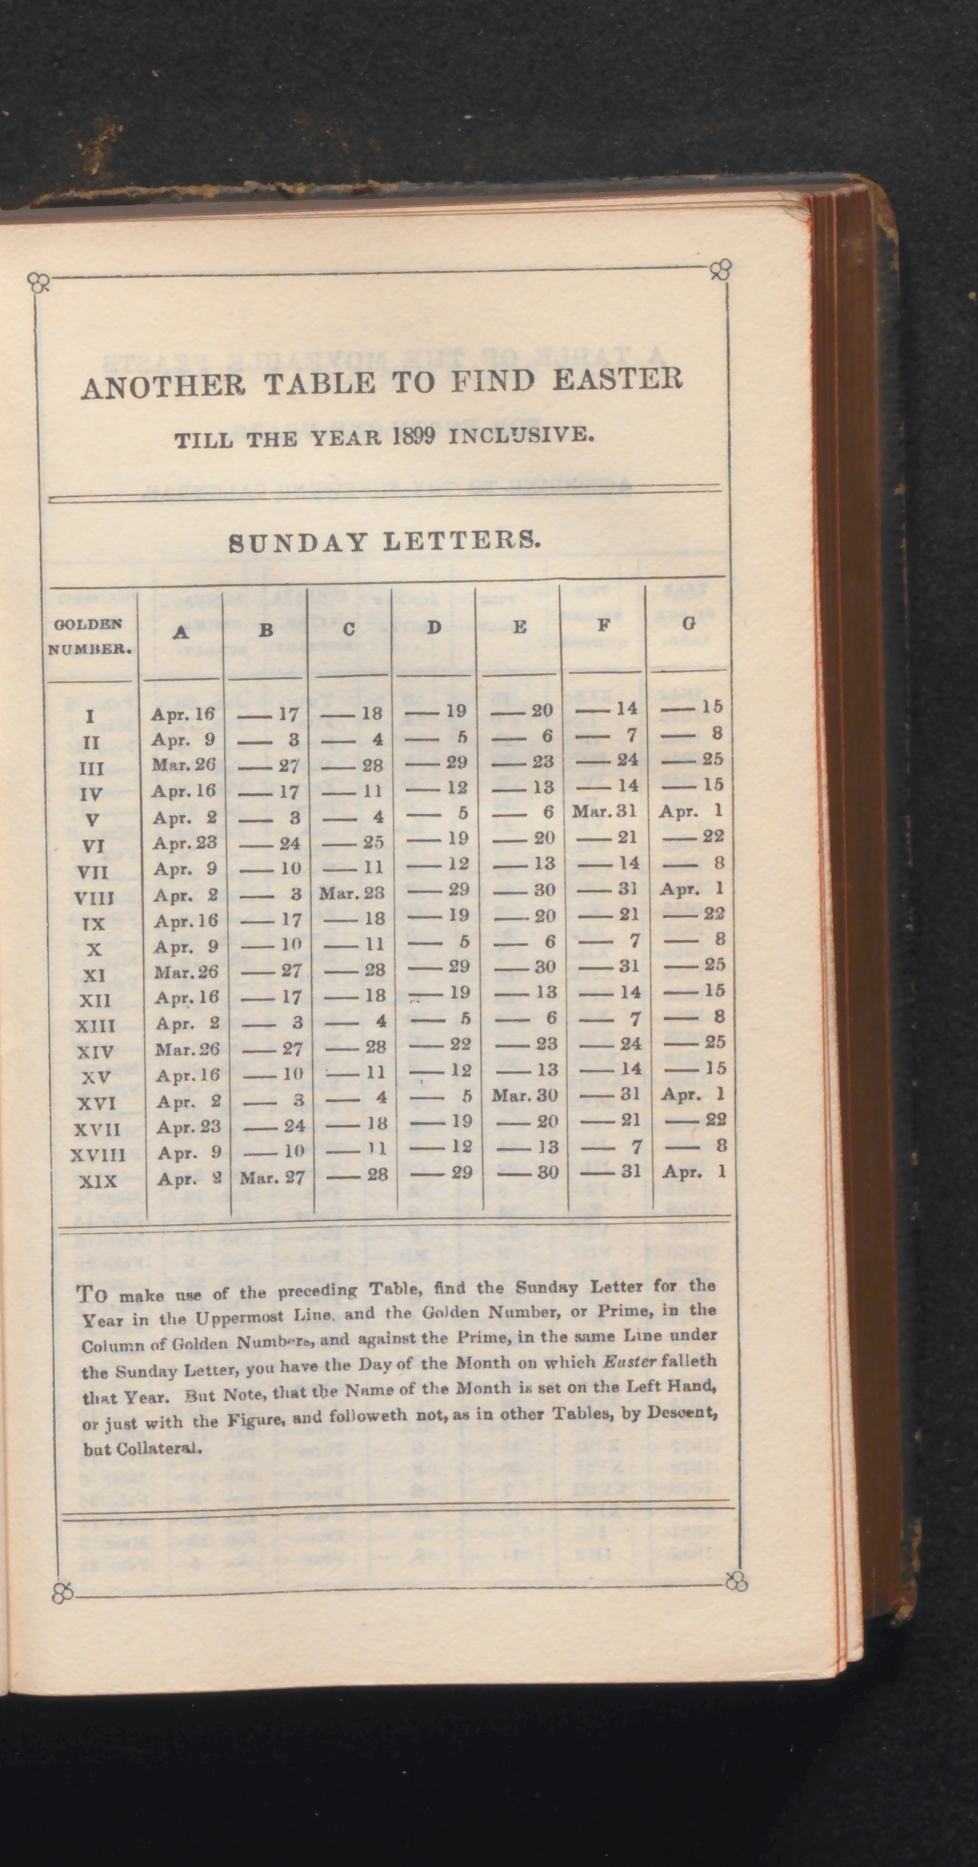 ANOTHER TABLE TO FIND EASTER
TILL THE YEAR 1899 INCLUSIVE.
SUNDAY LETTERS.
GOLDEN NUMBER. A B C D E F G
I Apr. 16 — 17 — 18 — 19 — 20 — 14 — 15
II Apr. 9 — 3 — 4 — 5 — 6 — 7 — 8
III Mar. 26 — 27 — 28 — 29 — 23 — 24 — 25
IV Apr. 16 — 17 — 11 — 12 — 13 — 14 — 15
V Apr. 2 — 3 — 4 — 5 — 6 Mar. 31 Apr. 1
VI Apr. 23 — 24 — 25 — 19 — 20 — 21 — 22
VII Apr. 9 — 10 — 11 — 12 — 13 — 14 — 8
VIII Apr. 2 — 3 Mar. 28 — 29 — 30 — 31 Apr. 1
IX Apr. 16 — 17 — 18 — 19 — 20 — 21 — 22
X Apr. 9 — 10 — 11 — 5 — 6 — 7 — 8
XI Mar. 26 — 27 — 28 — 29 — 30 — 31 — 25
XII Apr. 16 — 17 — 18 — 19 — 13 — 14 — 15
XIII Apr. 2 — 3 — 4 — 5 — 6 — 7 — 8
XIV Mar. 26 — 27 — 28 — 22 — 23 — 24 — 25
XV Apr. 16 — 10 — 11 — 12 — 13 — 14 — 15
XVI Apr. 2 — 3 — 4 — 5 Mar. 30 — 31 Apr. 1
XVII Apr. 23 — 24 — 18 — 19 — 20 — 21 — 22
XVIII Apr. 9 — 10 — 11 — 12 — 13 — 7 — 8
XIX Apr. 2 Mar. 27 — 28 — 29 — 30 — 31 Apr. 1
To make use of the preceding Table, find the Sunday Letter for the
Year in the Uppermost Line, and the Golden Number, or Prime, in the
Column of Golden Numbers, and against the Prime, in the same Line under
the Sunday Letter, you have the Day of the Month on which Easter falleth
that Year. But Note, that the Name of the Month is set on the Left Hand,
or just with the Figure, and followeth not, as in other Tables, by Descent,
but Collateral.